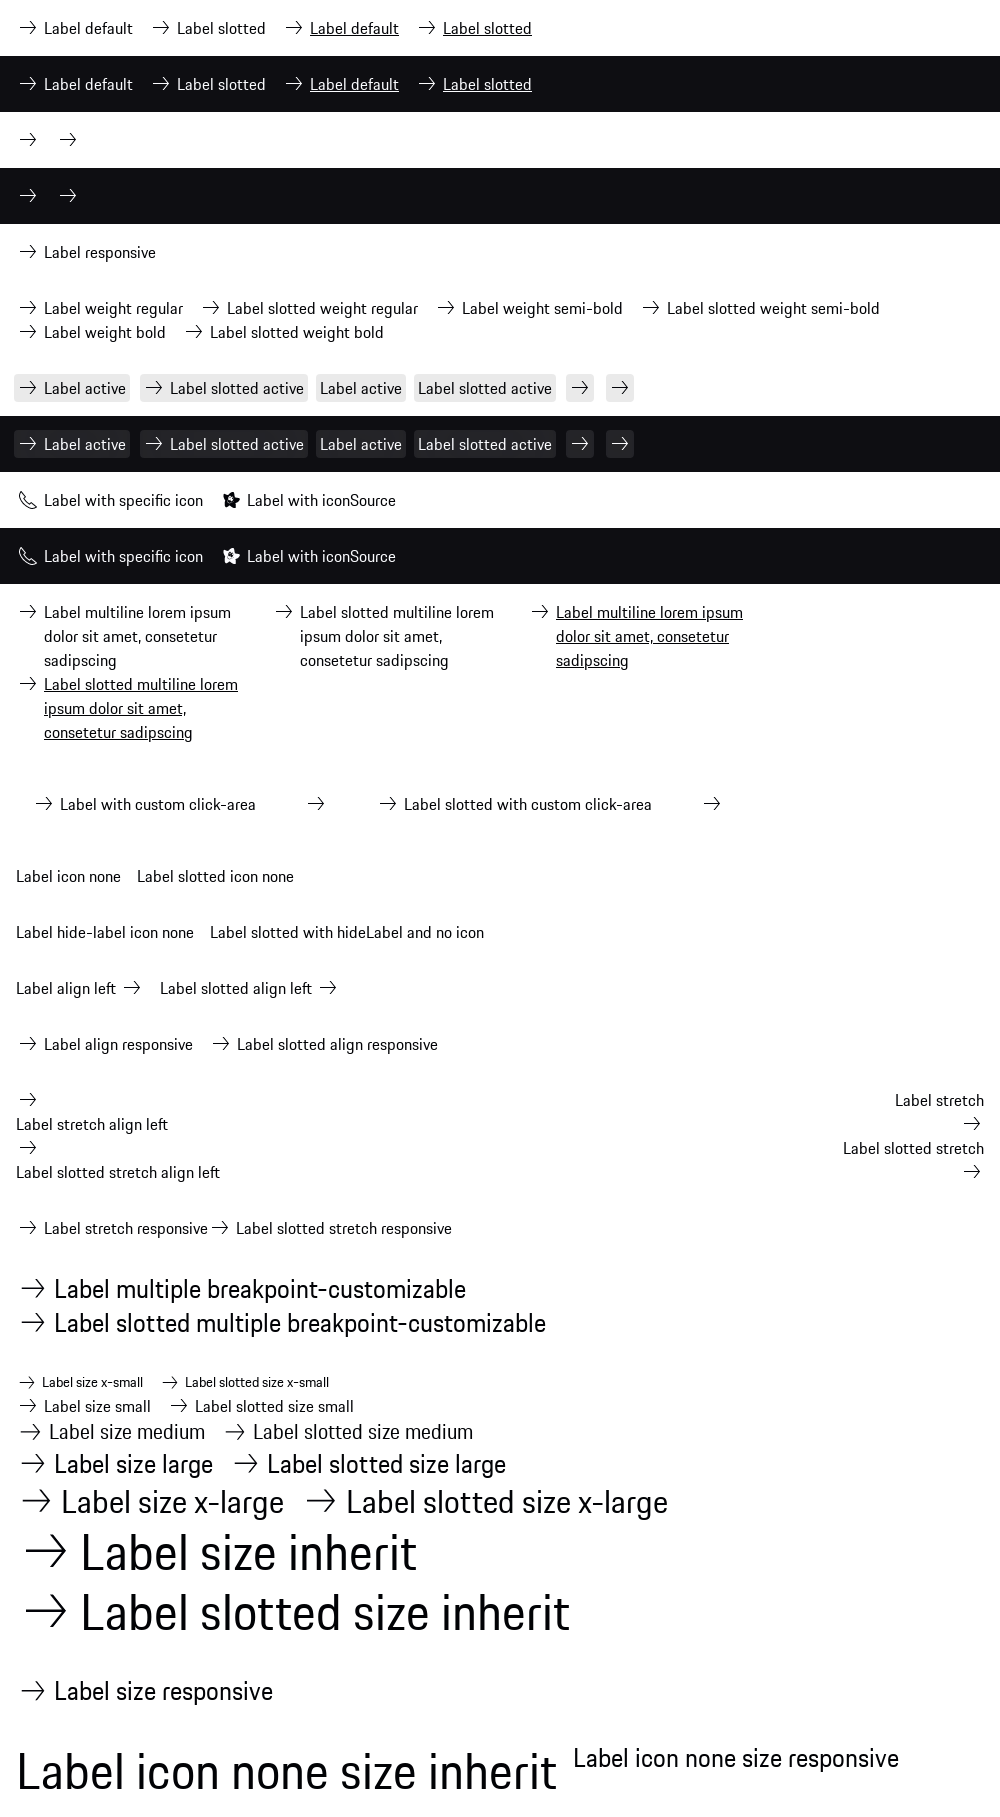 Label default Label slotted Label default Label slotted
Label default Label slotted Label default Label slotted
Label responsive
Label weight regular Label slotted weight regular Label weight semi-bold Label slotted weight semi-bold
Label weight bold Label slotted weight bold
Label active Label slotted active Label active Label slotted active
Label active Label slotted active Label active Label slotted active
Label with specific icon Label with iconSource
Label with specific icon Label with iconSource
Label multiline lorem ipsum
dolor sit amet, consetetur
sadipscing
Label slotted multiline lorem
ipsum dolor sit amet,
consetetur sadipscing
Label multiline lorem ipsum
dolor sit amet, consetetur
sadipscing
Label slotted multiline lorem
ipsum dolor sit amet,
consetetur sadipscing
Label with custom click-area Label slotted with custom click-area
Label icon none Label slotted icon none
Label hide-label icon none Label slotted with hideLabel and no icon
Label align left Label slotted align left
Label align responsive Label slotted align responsive
Label stretch
Label stretch align left
Label slotted stretch
Label slotted stretch align left
Label stretch responsive Label slotted stretch responsive
Label multiple breakpoint-customizable
Label slotted multiple breakpoint-customizable
Label size x-small Label slotted size x-small
Label size small Label slotted size small
Label size medium Label slotted size medium
Label size large Label slotted size large
Label size x-large Label slotted size x-large
Label size inherit
Label slotted size inherit
Label size responsive
Label icon none size inherit Label icon none size responsive